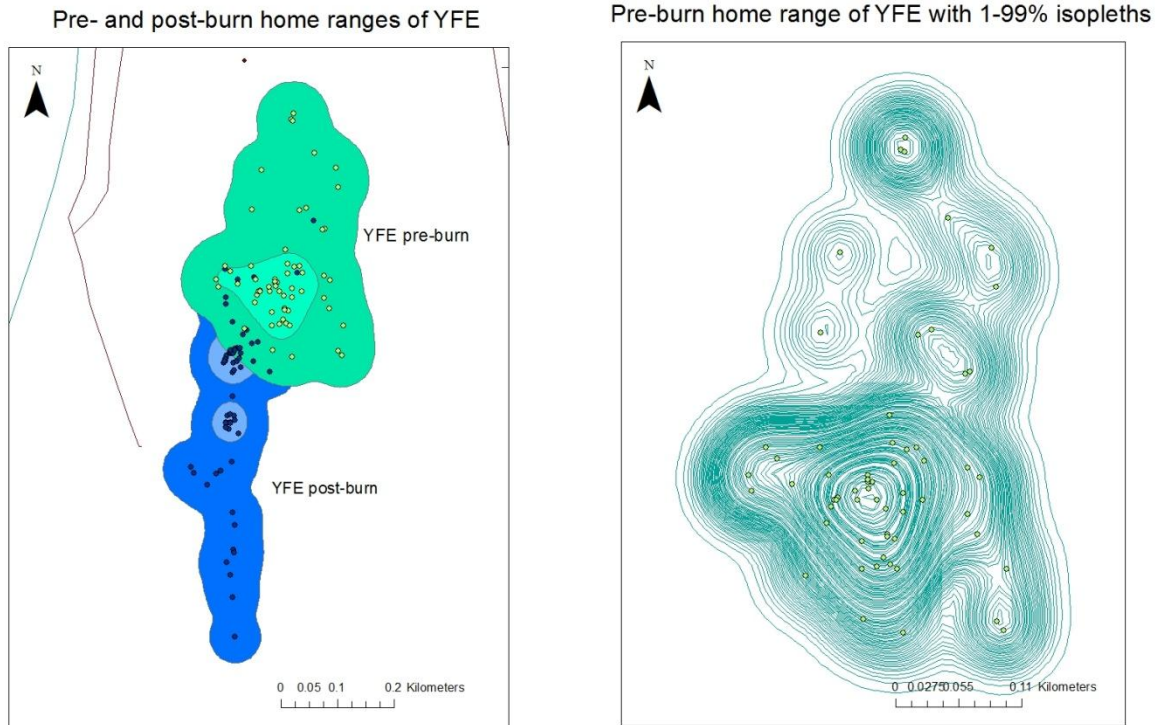 Pre- and post-burn home ranges of YFE
N
YFE pre-burn
YFE post-burn
0 0.05 0.1 0.2 Kilometers
Pre-burn home range of YFE with 1-99% isopleths
N
0 0.0275 0.055 0.11 Kilometers